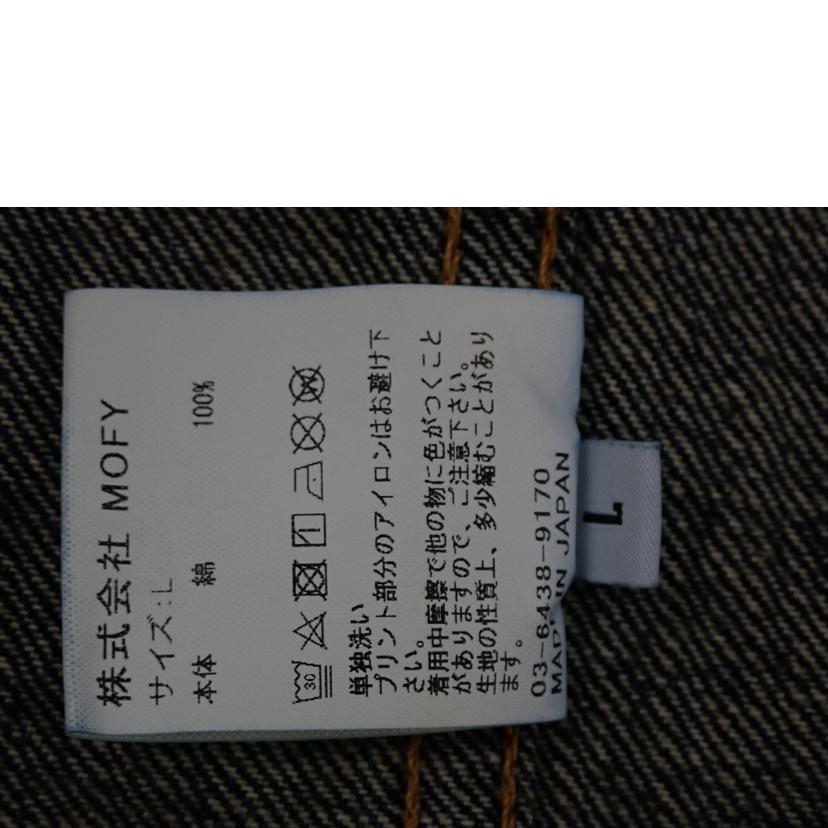 株式会社 MOFY
サイズ:L
本体 綿 100%
30
単独洗い
プリント部分のアイロンはお避け下
さい。
着用中摩擦で他の物に色がつくこと
がありますので、ご注意下さい。
生地の性質上、多少縮むことがあり
ます。
03-6438-9170
MADE IN JAPAN
L